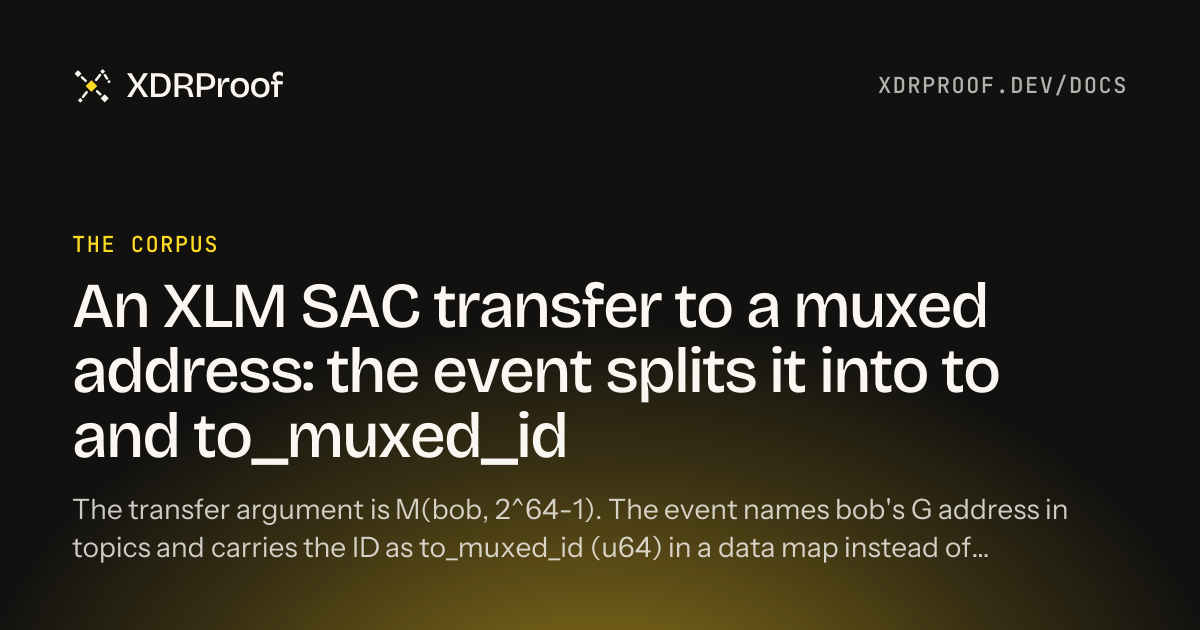 XDRProof
XDRPROOF.DEV/DOCS
THE CORPUS
An XLM SAC transfer to a muxed
address: the event splits it into to
and to_muxed_id
The transfer argument is M(bob, 2^64-1). The event names bob's G address in
topics and carries the ID as to_muxed_id (u64) in a data map instead of…